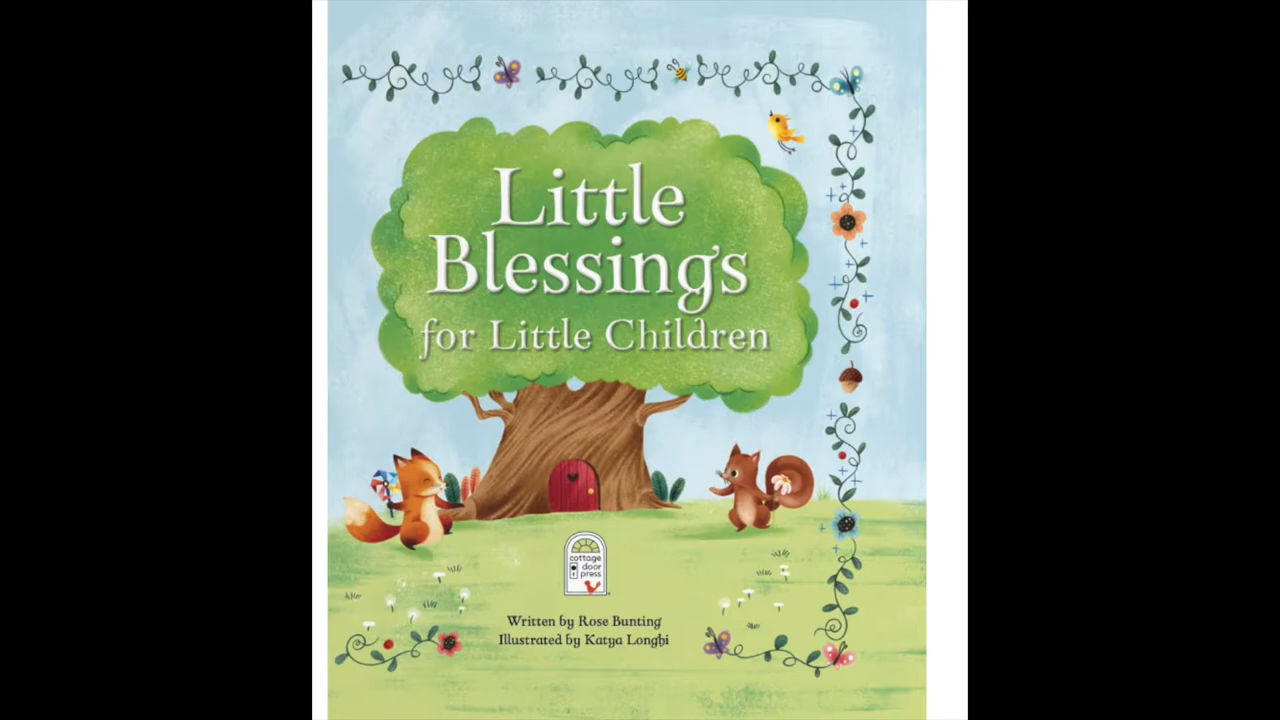 Little
Blessings
for Little Children
cottage
door
press
Written by Rose Bunting
Illustrated by Katya Longhi